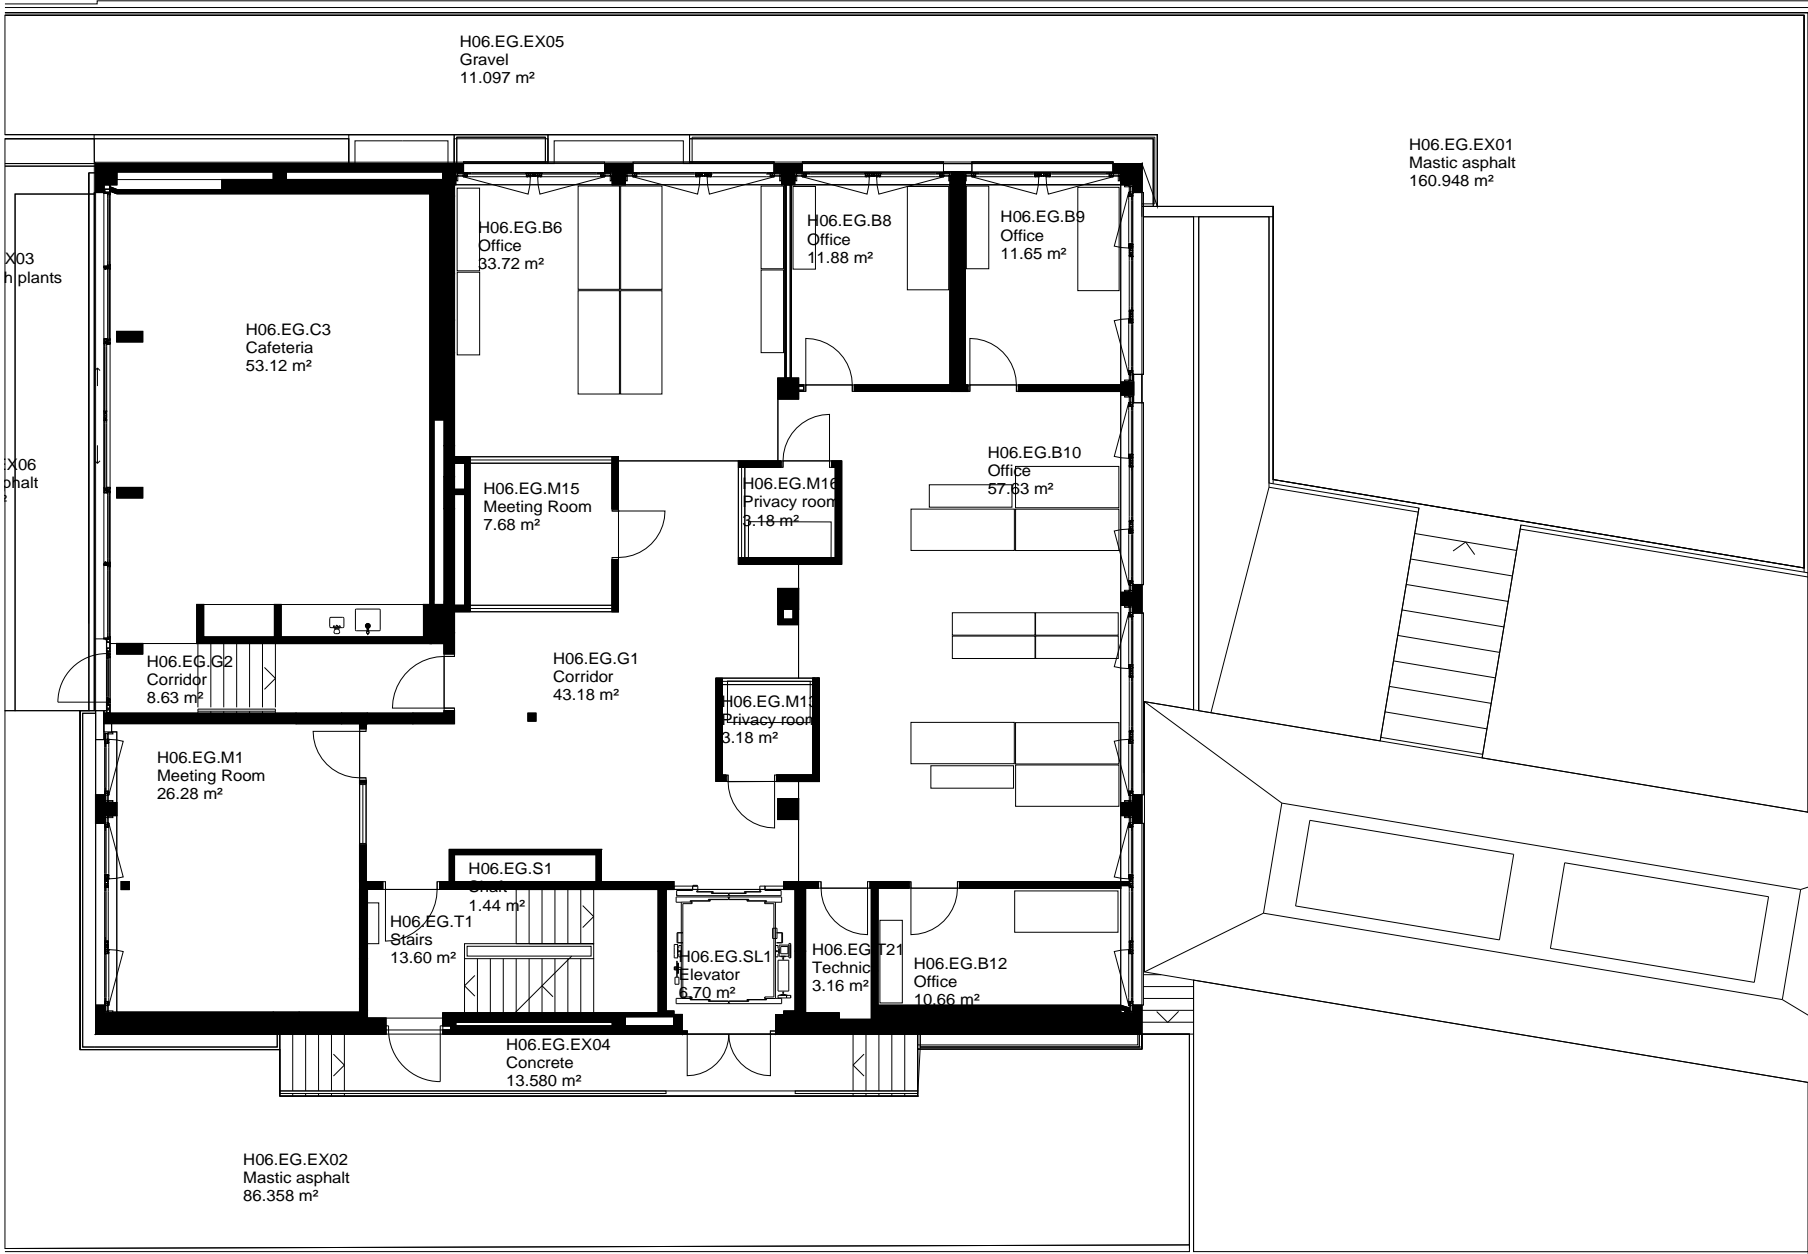 H06.EG.EX05
Gravel
11.097 m²
H06.EG.EX01
Mastic asphalt
160.948 m²
H06.EG.B6
Office
33.72 m²
H06.EG.B8
Office
11.88 m²
H06.EG.B9
Office
11.65 m²
X03
plants
H06.EG.C3
Cafeteria
53.12 m²
X06
phalt
H06.EG.M15
Meeting Room
7.68 m²
H06.EG.M16
Privacy room
3.18 m²
H06.EG.B10
Office
57.63 m²
H06.EG.G2
Corridor
8.63 m²
H06.EG.G1
Corridor
43.18 m²
H06.EG.M13
Privacy room
3.18 m²
H06.EG.M1
Meeting Room
26.28 m²
H06.EG.S1
Shaft
1.44 m²
H06.EG.T1
Stairs
13.60 m²
H06.EG.SL1
Elevator
6.70 m²
H06.EG.T21
Technic
3.16 m²
H06.EG.B12
Office
10.66 m²
H06.EG.EX04
Concrete
13.580 m²
H06.EG.EX02
Mastic asphalt
86.358 m²